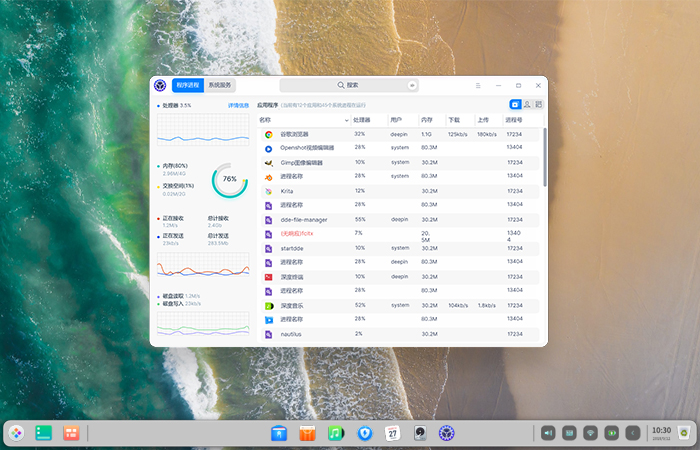 程序进程 系统服务
搜索
处理器 3.5% 详情信息
应用程序 (当前有12个应用和45个系统进程在运行
名称 处理器 用户 内存 下载 上传 进程号
谷歌浏览器 32% deepin 1.1G 125kb/s 180kb/s 17234
Openshot视频编辑器 28% system 80.3M 13404
Gimp图像编辑器 10% system 30.2M 17234
进程名称 28% system 80.3M 13404
Krita 12% 30.2M 17234
进程名称 28% 80.3M 13404
dde-file-manager 55% deepin 30.2M 17234
(无响应)fcitx 7% 20.5M 13404
startdde 10% system 30.2M 17234
进程名称 28% deepin 80.3M 13404
深度终端 10% deepin 30.2M 17234
进程名称 28% 80.3M 13404
深度音乐 52% system 30.2M 104kb/s 1.8kb/s 17234
进程名称 28% 80.3M 13404
nautilus 2% 30.2M 17234
内存(60%)
2.98M/4G
交换空间(1%)
0.02M/2G
76%
正在接收 总计接收
1.2M/s 2.4Gb
正在发送 总计发送
23kb/s 283.5Mb
磁盘读取 1.2M/s
磁盘写入 23kb/s
27
10:30